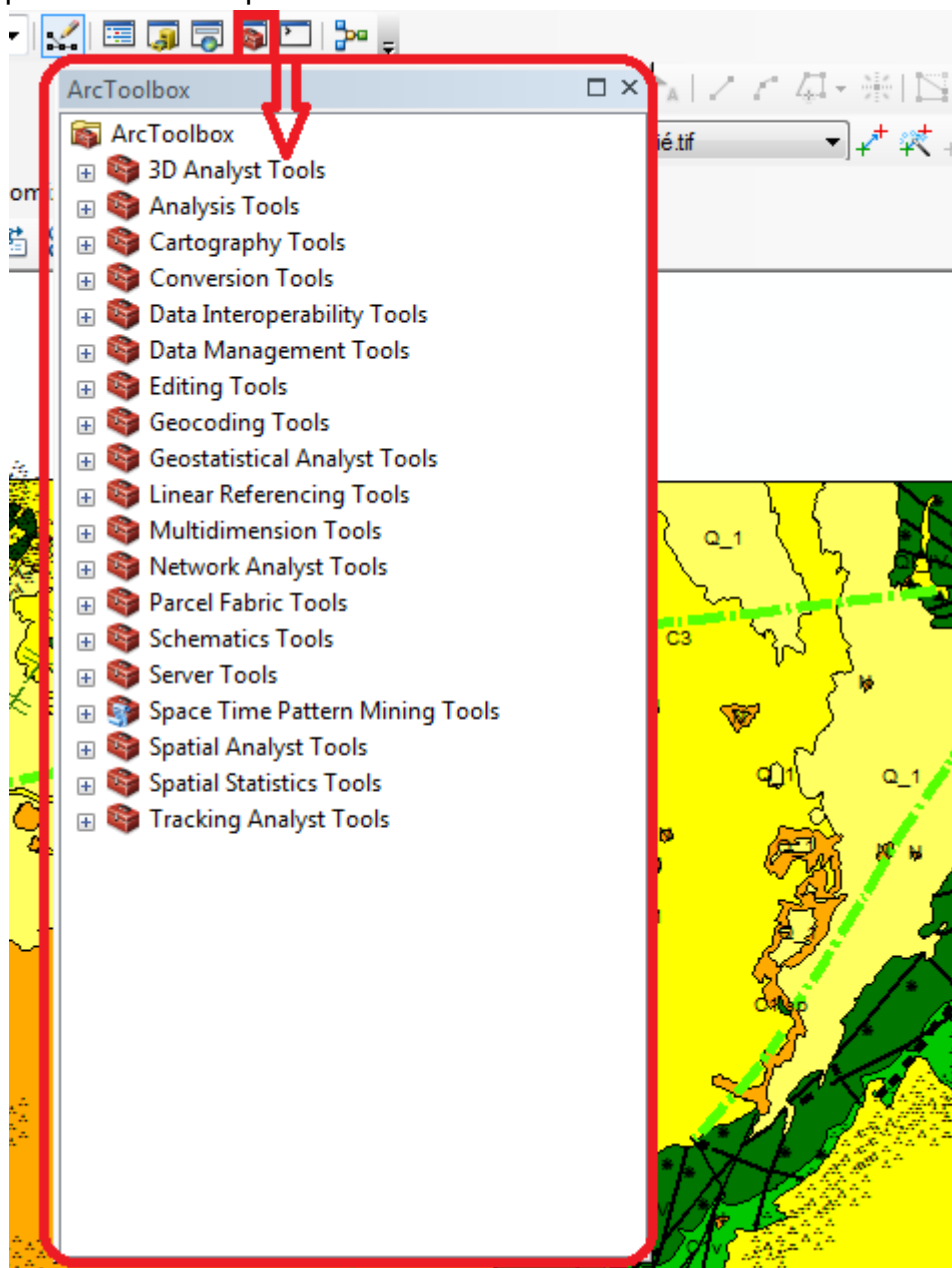 ArcToolbox
ArcToolbox
3D Analyst Tools
Analysis Tools
Cartography Tools
Conversion Tools
Data Interoperability Tools
Data Management Tools
Editing Tools
Geocoding Tools
Geostatistical Analyst Tools
Linear Referencing Tools
Multidimension Tools
Network Analyst Tools
Parcel Fabric Tools
Schematics Tools
Server Tools
Space Time Pattern Mining Tools
Spatial Analyst Tools
Spatial Statistics Tools
Tracking Analyst Tools
ié.tif
Q_1
C3
Q_1